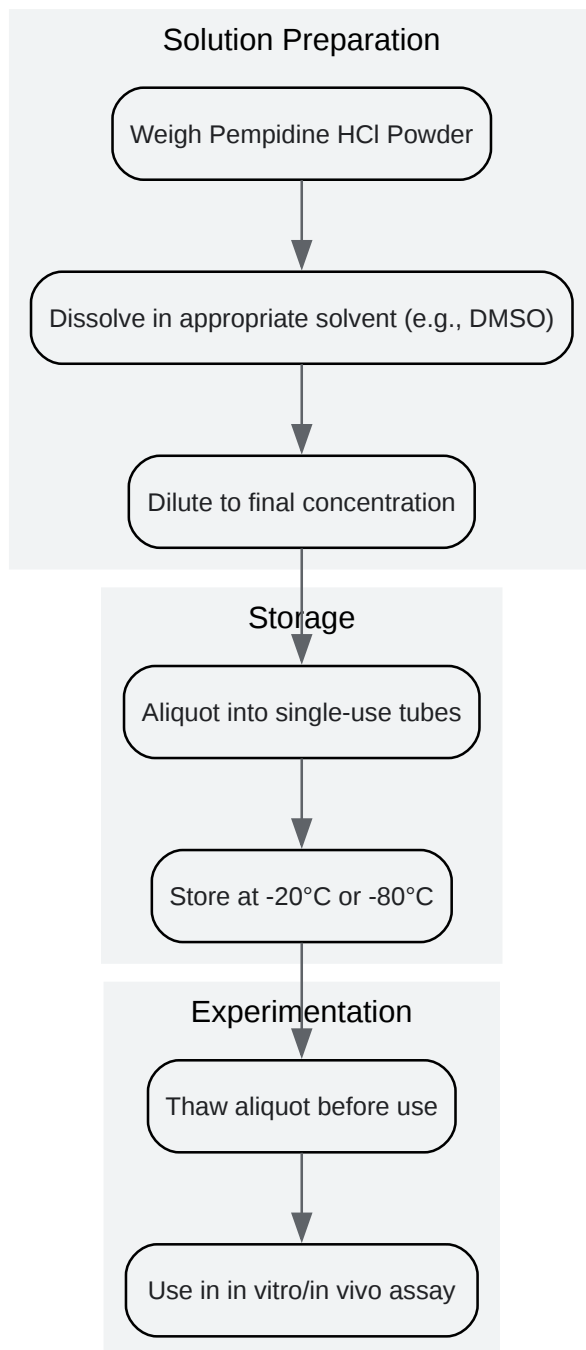 Solution Preparation
Weigh Pempidine HCl Powder
Dissolve in appropriate solvent (e.g., DMSO)
Dilute to final concentration
Storage
Aliquot into single-use tubes
Store at -20°C or -80°C
Experimentation
Thaw aliquot before use
Use in in vitro/in vivo assay